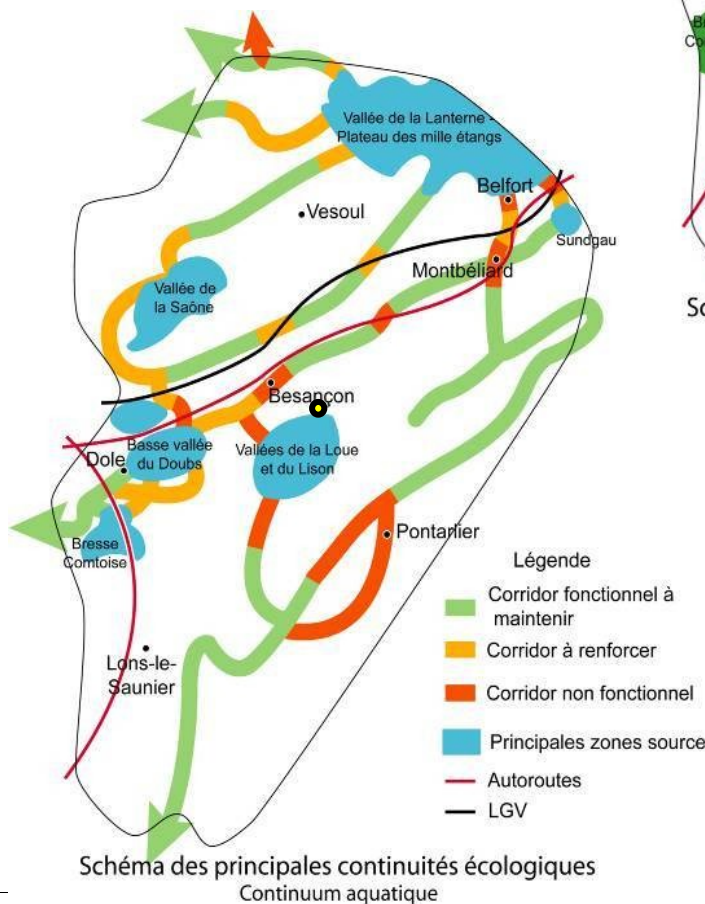 Vallée de la Lanterne -
Plateau des mille étangs
Belfort
Vesoul
Sundgau
Montbéliard
Vallée de
la Saône
Besançon
Basse vallée
du Doubs
Vallées de la Loue
et du Lison
Dole
Pontarlier
Bresse
Comtoise
Lons-le-
Saunier
Légende
Corridor fonctionnel à
maintenir
Corridor à renforcer
Corridor non fonctionnel
Principales zones source
Autoroutes
LGV
Schéma des principales continuités écologiques
Continuum aquatique